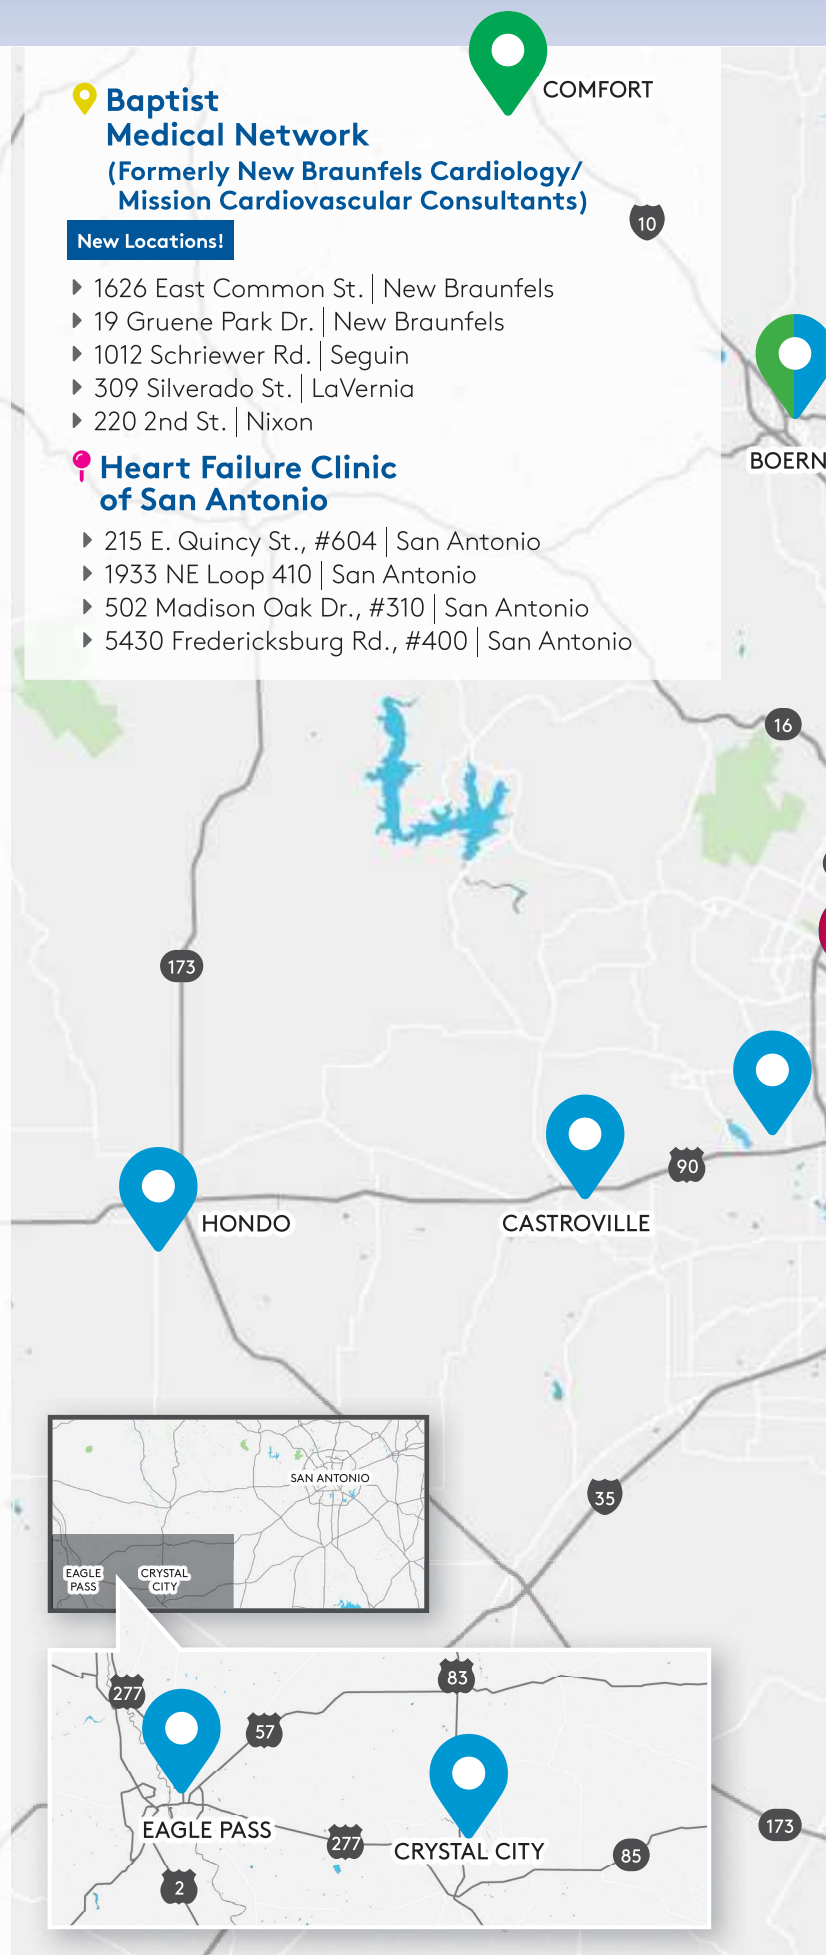 COMFORT
Baptist
Medical Network
(Formerly New Braunfels Cardiology/
Mission Cardiovascular Consultants)
10
New Locations!
1626 East Common St. | New Braunfels
19 Gruene Park Dr. | New Braunfels
1012 Schriewer Rd. | Seguin
309 Silverado St. | LaVernia
220 2nd St. | Nixon
BOERN
Heart Failure Clinic
of San Antonio
215 E. Quincy St., #604 | San Antonio
1933 NE Loop 410 | San Antonio
502 Madison Oak Dr., #310 | San Antonio
5430 Fredericksburg Rd., #400 | San Antonio
16
173
90
HONDO
CASTROVILLE
SAN ANTONIO
35
EAGLE
PASS
CRYSTAL
CITY
83
277
57
EAGLE PASS
277
CRYSTAL CITY
85
173
2